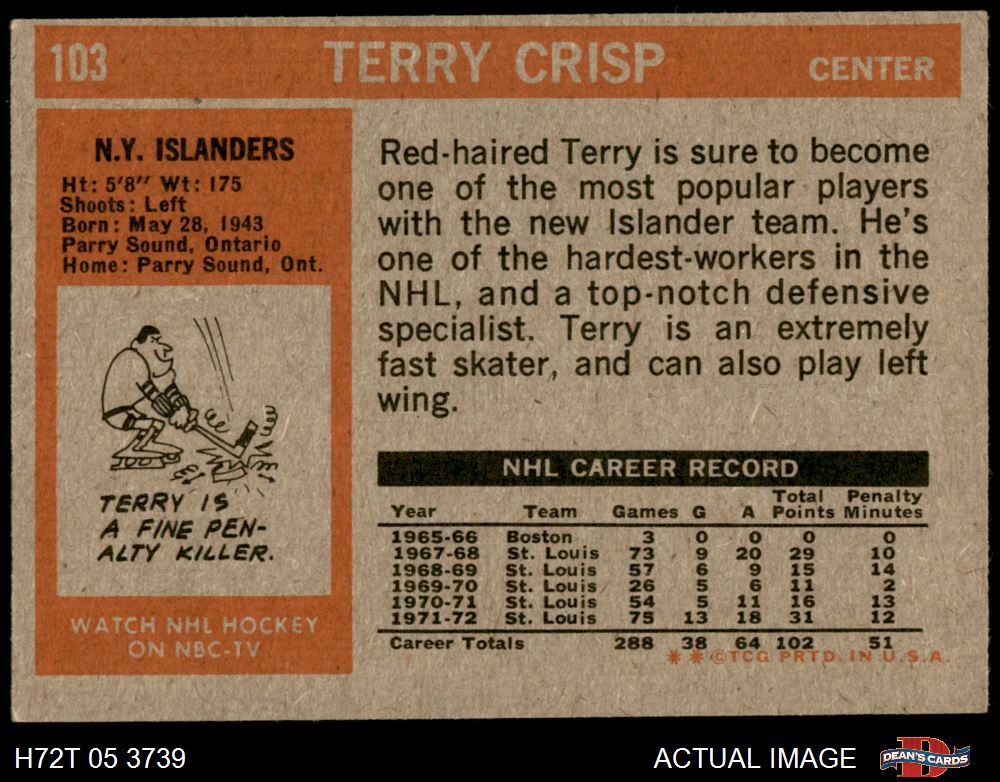 103 TERRY CRISP CENTER
N.Y. ISLANDERS
Ht: 5'8" Wt: 175
Shoots: Left
Born: May 28, 1943
Parry Sound, Ontario
Home: Parry Sound, Ont.
TERRY IS
A FINE PEN-
ALTY KILLER.
WATCH NHL HOCKEY
ON NBC-TV
Red-haired Terry is sure to become
one of the most popular players
with the new Islander team. He's
one of the hardest-workers in the
NHL, and a top-notch defensive
specialist. Terry is an extremely
fast skater, and can also play left
wing.
NHL CAREER RECORD
Year Team Games G A Total Points Penalty Minutes
1965-66 Boston 3 0 0 0 0
1967-68 St. Louis 73 9 20 29 10
1968-69 St. Louis 57 6 9 15 14
1969-70 St. Louis 26 5 6 11 2
1970-71 St. Louis 54 5 11 16 13
1971-72 St. Louis 75 13 18 31 12
Career Totals 288 38 64 102 51
* * ©TCG PRTD. IN U.S.A.
H72T 05 3739 ACTUAL IMAGE DEAN'S CARDS